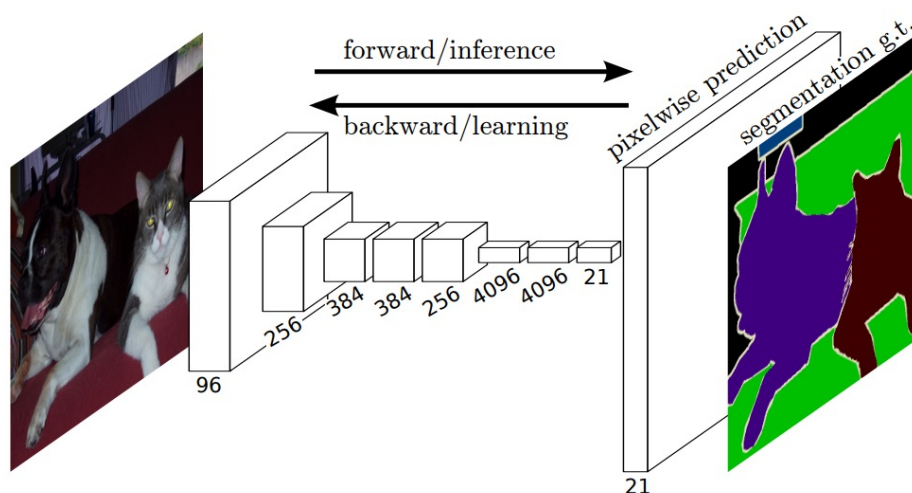 forward/inference
backward/learning
pixelwise prediction
segmentation g.t.
96
256
384
384
256
4096
4096
21
21